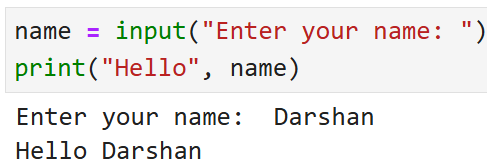 name = input("Enter your name: ")
print("Hello", name)
Enter your name:  Darshan
Hello Darshan